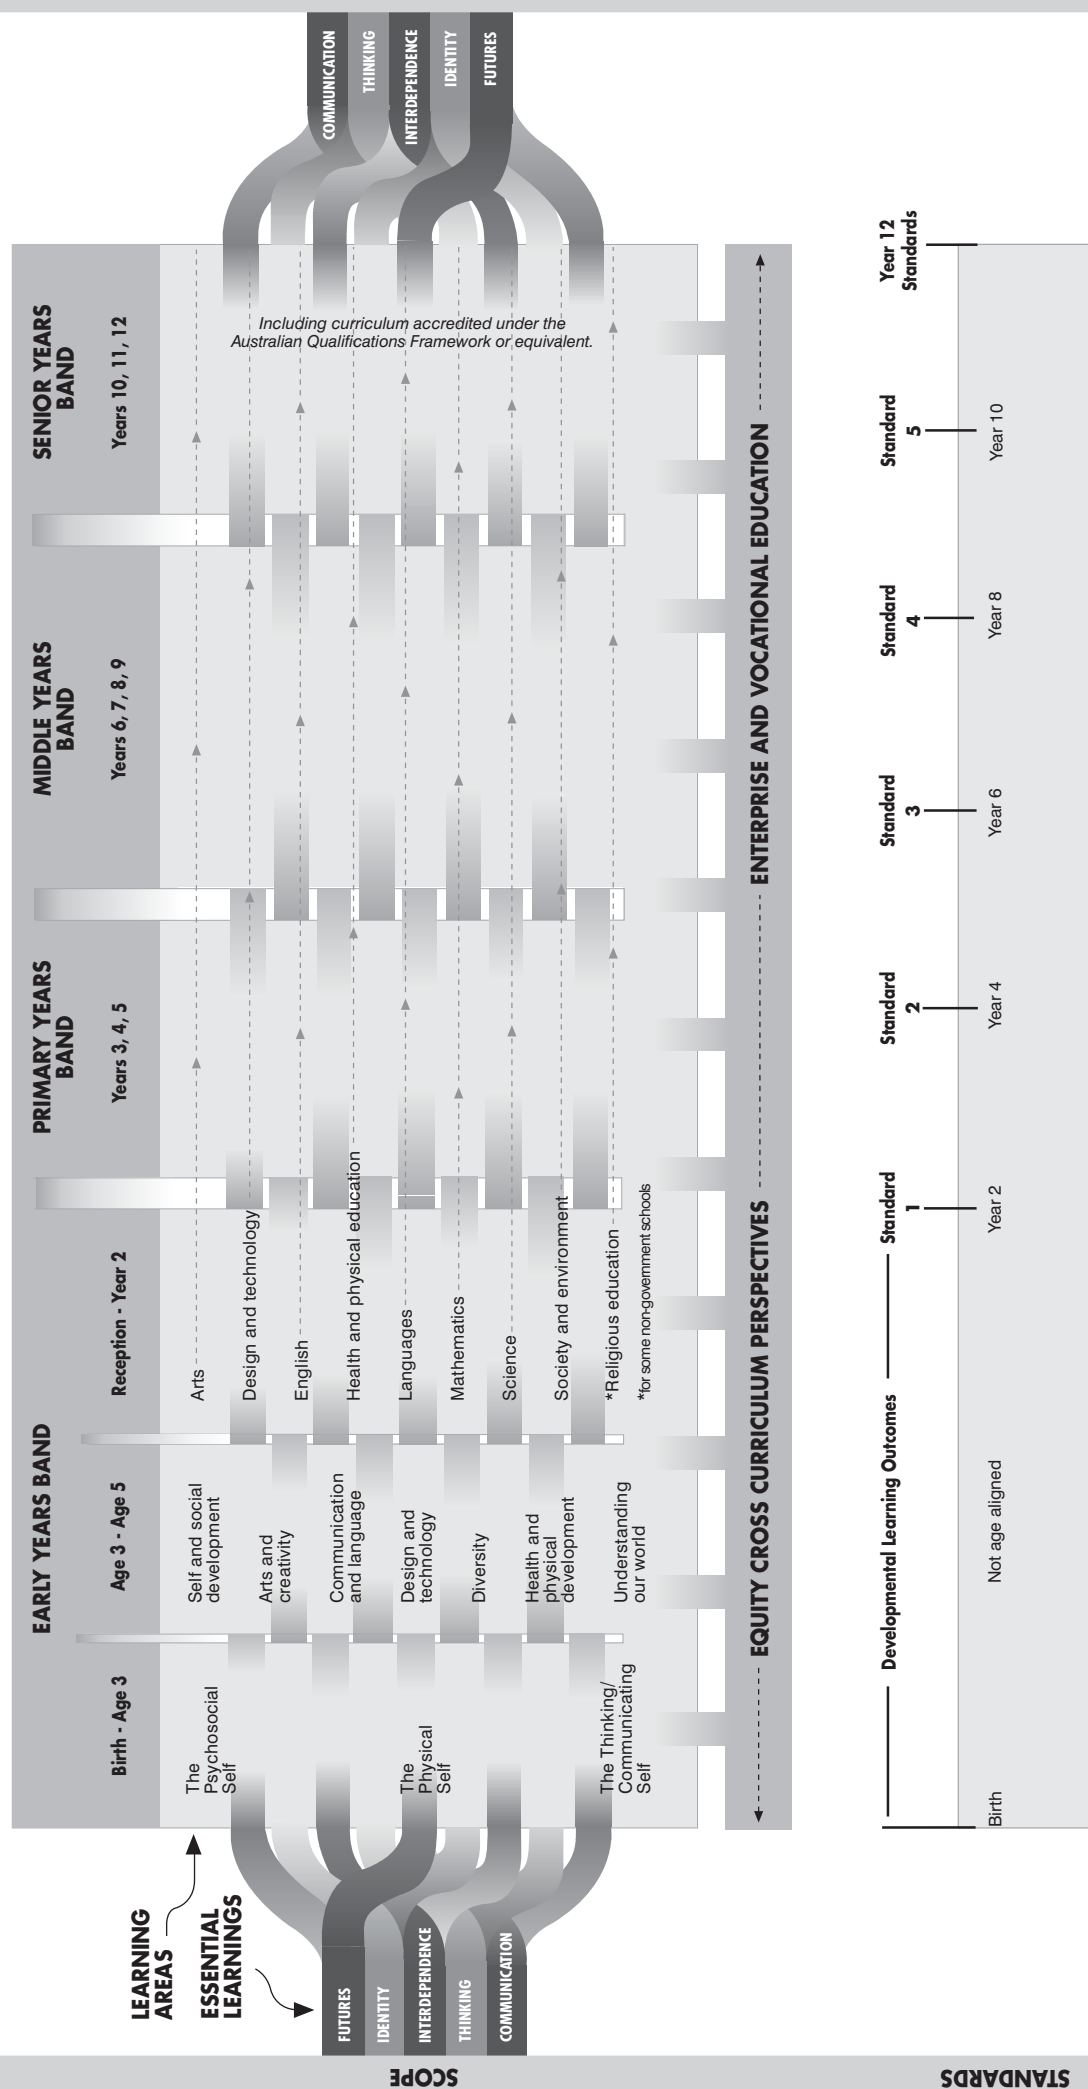 SCOPE
LEARNING
AREAS
ESSENTIAL
LEARNINGS
FUTURES
IDENTITY
INTERDEPENDENCE
THINKING
COMMUNICATION
EARLY YEARS BAND
Birth - Age 3
Age 3 - Age 5
Reception - Year 2
PRIMARY YEARS
BAND
Years 3, 4, 5
MIDDLE YEARS
BAND
Years 6, 7, 8, 9
SENIOR YEARS
BAND
Years 10, 11, 12
The
Psychosocial
Self
The
Physical
Self
The Thinking/
Communicating
Self
Self and social
development
Arts and
creativity
Communication
and language
Design and
technology
Diversity
Health and
physical
development
Understanding
our world
Arts
Design and technology
English
Health and physical education
Languages
Mathematics
Science
Society and environment
*Religious education
*for some non-government schools
Including curriculum accredited under the
Australian Qualifications Framework or equivalent.
COMMUNICATION
THINKING
INTERDEPENDENCE
IDENTITY
FUTURES
EQUITY CROSS CURRICULUM PERSPECTIVES
ENTERPRISE AND VOCATIONAL EDUCATION
STANDARDS
Developmental Learning Outcomes
Standard
1
Standard
2
Standard
3
Standard
4
Standard
5
Year 12
Standards
Birth
Not age aligned
Year 2
Year 4
Year 6
Year 8
Year 10